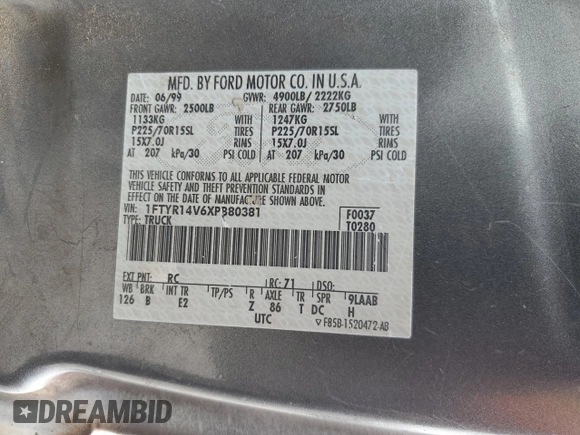 MFD. BY FORD MOTOR CO. IN U.S.A.
DATE: 06/99 GVWR: 4900LB/ 2222KG
FRONT GAWR: 2500LB REAR GAWR: 2750LB
1133KG 1247KG
P225/70R15SL TIRES P225/70R15SL TIRES
15X7.0J RIMS 15X7.0J RIMS
AT 207 kPa/30 PSI COLD AT 207 kPa/30 PSI COLD
THIS VEHICLE CONFORMS TO ALL APPLICABLE FEDERAL MOTOR
VEHICLE SAFETY AND THEFT PREVENTION STANDARDS IN
EFFECT ON THE DATE OF MANUFACTURE SHOWN ABOVE.
VIN: 1FTYR14V6XPB80381 F0037
TYPE: TRUCK T0280
EXT PNT: RC RC: 71 DSO:
WB BRK INT TR TP/PS R AXLE TR SPR 9LAAB
126 B E2 Z 86 T DC H
UTC ▽ F85B-1520472-AB
DREAMBID